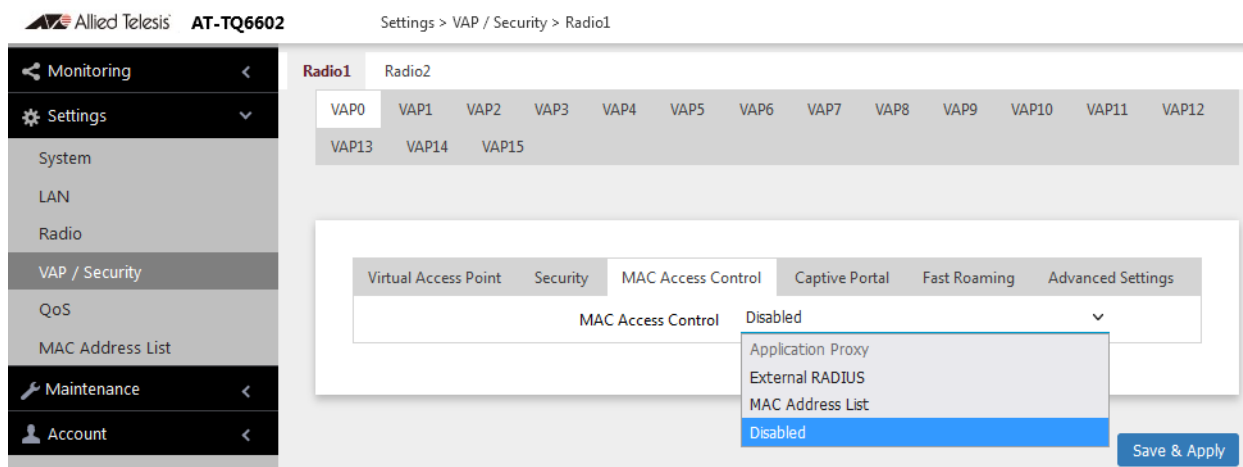 Allied Telesis AT-TQ6602 Settings > VAP / Security > Radio1
Monitoring
Radio1 Radio2
Settings
VAP0 VAP1 VAP2 VAP3 VAP4 VAP5 VAP6 VAP7 VAP8 VAP9 VAP10 VAP11 VAP12
VAP13 VAP14 VAP15
System
LAN
Radio
VAP / Security
QoS
MAC Address List
Maintenance
Account
Virtual Access Point Security MAC Access Control Captive Portal Fast Roaming Advanced Settings
MAC Access Control Disabled
Application Proxy
External RADIUS
MAC Address List
Disabled
Save & Apply